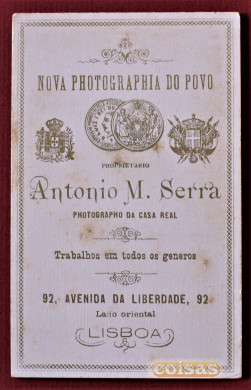 NOVA PHOTOGRAPHIA DO POVO
PROPRIETARIO
Antonio M. Serra
PHOTOGRAPHO DA CASA REAL
Trabalhos em todos os generos
92, AVENIDA DA LIBERDADE, 92
Lado oriental
LISBOA
coisas